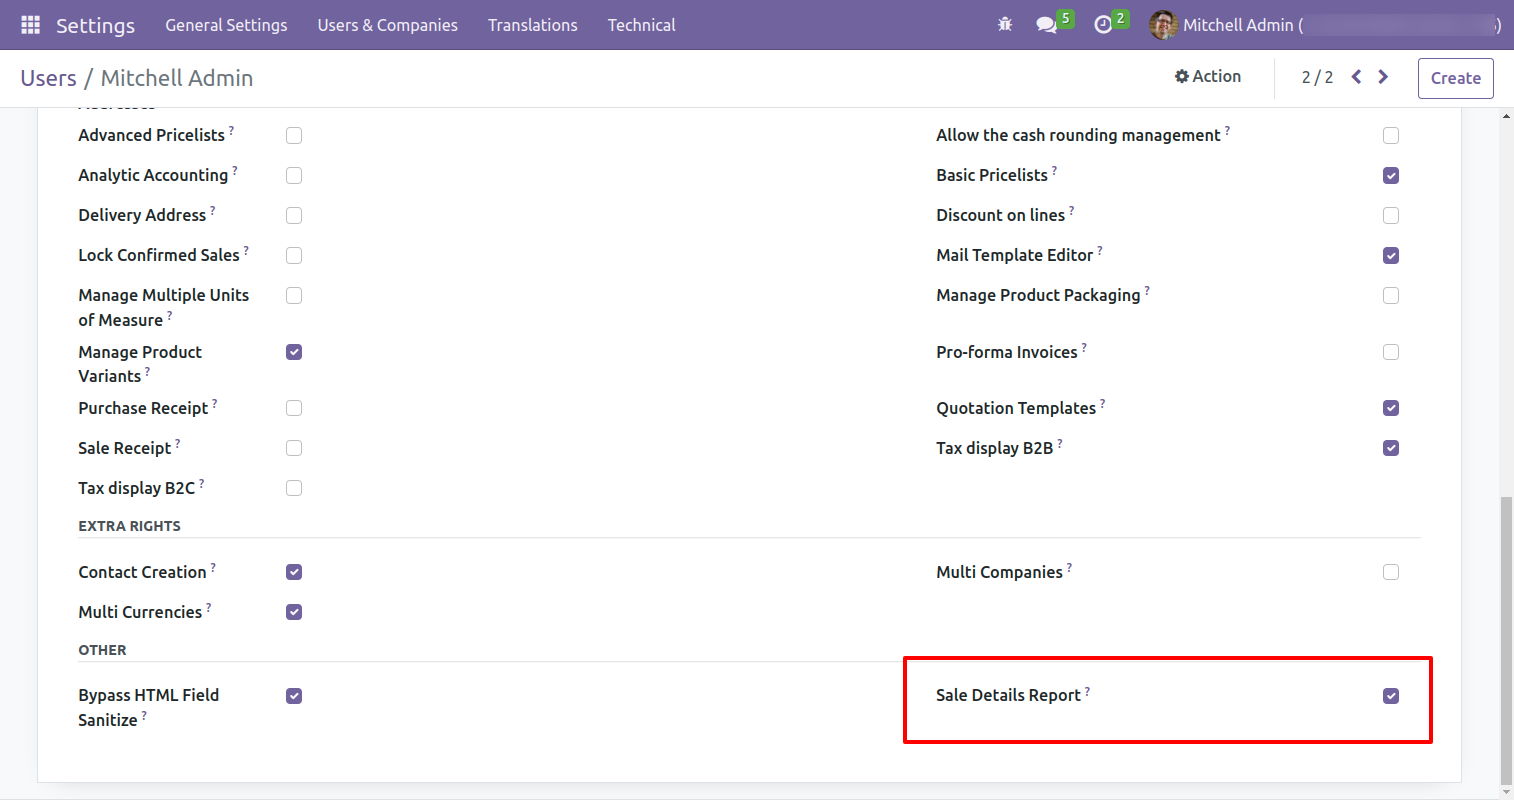 Settings General Settings Users & Companies Translations Technical 5 2 Mitchell Admin ( )
Users / Mitchell Admin Action 2 / 2 Create
Advanced Pricelists ? Allow the cash rounding management ?
Analytic Accounting ? Basic Pricelists ?
Delivery Address ? Discount on lines ?
Lock Confirmed Sales ? Mail Template Editor ?
Manage Multiple Units Manage Product Packaging ?
of Measure ?
Manage Product Pro-forma Invoices ?
Variants ?
Purchase Receipt ? Quotation Templates ?
Sale Receipt ? Tax display B2B ?
Tax display B2C ?
EXTRA RIGHTS
Contact Creation ? Multi Companies ?
Multi Currencies ?
OTHER
Bypass HTML Field Sale Details Report ?
Sanitize ?